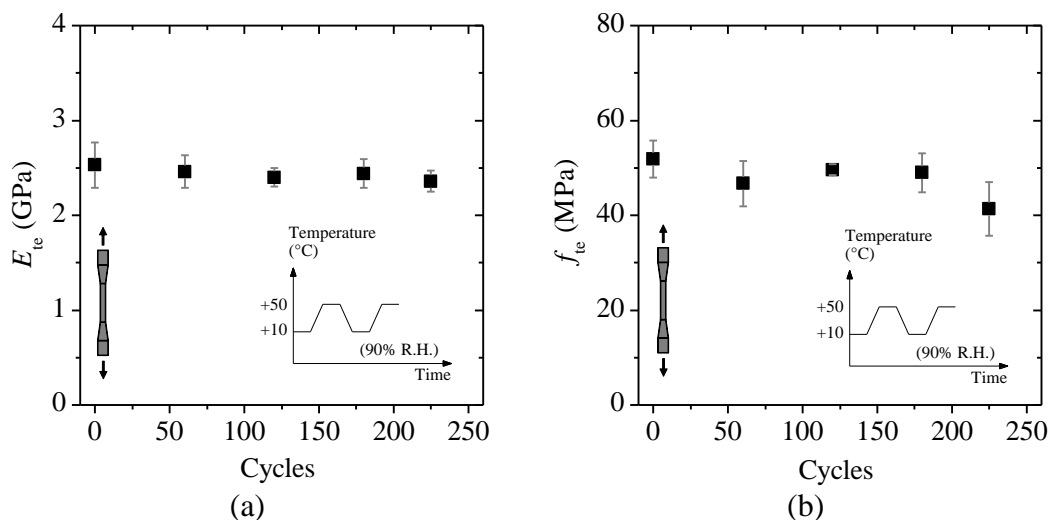 4
3
2
1
0
E_te (GPa)
Temperature
(°C)
+50
+10
(90% R.H.)
Time
0 50 100 150 200 250
Cycles
(a)
80
60
40
20
0
f_te (MPa)
Temperature
(°C)
+50
+10
(90% R.H.)
Time
0 50 100 150 200 250
Cycles
(b)